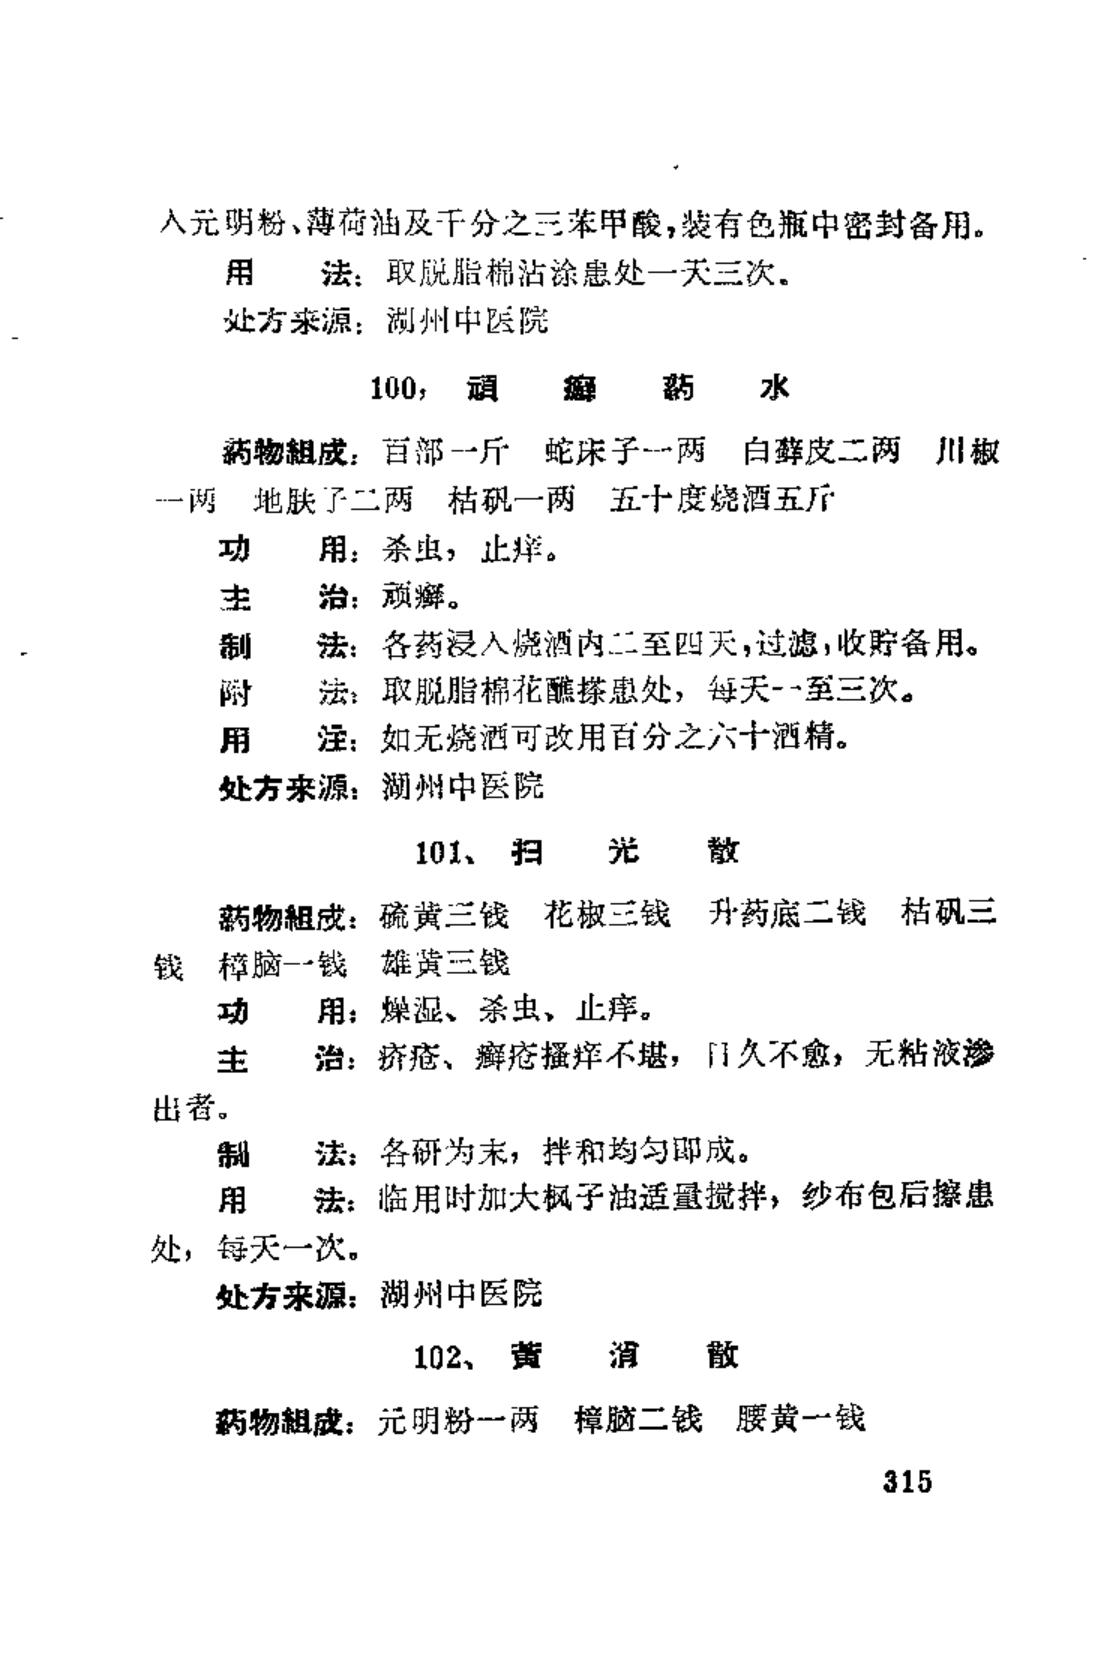 入元明粉、薄荷油及千分之三苯甲酸，装有色瓶中密封备用。
用　　法：取脱脂棉沾涂患处一天三次。
处方来源：湖州中医院
100，頑　癬　药　水
药物組成：百部一斤　蛇床子一两　白藓皮二两　川椒
一两　地肤子二两　枯矾一两　五十度烧酒五斤
功　　用：杀虫，止痒。
主　　治：顽癣。
制　　法：各药浸入烧酒内二至四天，过滤，收貯备用。
附　　法：取脱脂棉花醮搽患处，每天一至三次。
用　　注：如无烧酒可改用百分之六十酒精。
处方来源：湖州中医院
101、扫　光　散
药物組成：硫黄三钱　花椒三钱　升药底二钱　枯矾三
钱　樟脑一钱　雄黄三钱
功　　用：燥湿、杀虫、止痒。
主　　治：疥疮、癣疮搔痒不堪，日久不愈，无粘液渗
出者。
制　　法：各研为末，拌和均匀即成。
用　　法：临用时加大枫子油适量搅拌，纱布包后擦患
处，每天一次。
处方来源：湖州中医院
102、黄　消　散
药物組成：元明粉一两　樟脑二钱　腰黄一钱
315